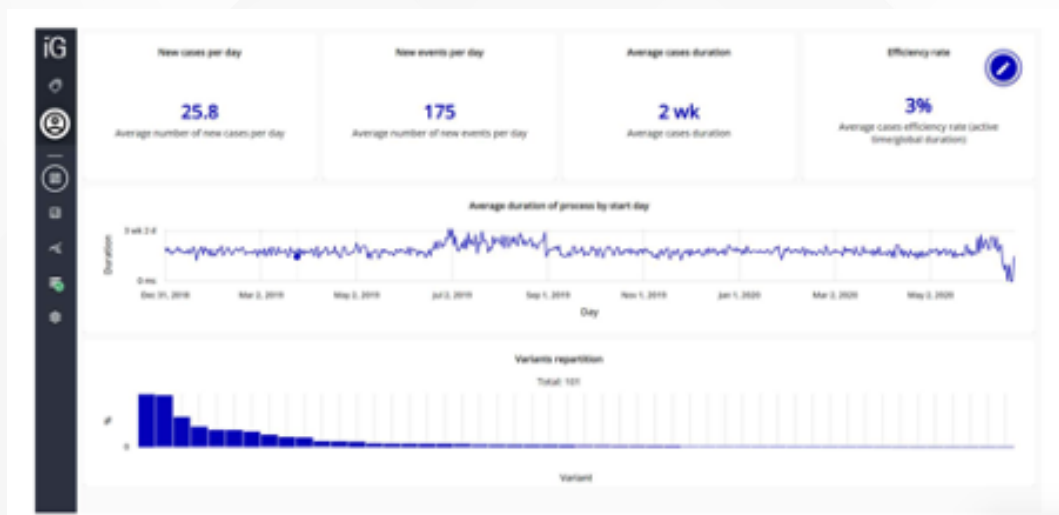 iG
New cases per day
25.8
Average number of new cases per day
New events per day
175
Average number of new events per day
Average cases duration
2 wk
Average cases duration
Efficiency rate
3%
Average cases efficiency rate (active
time/global duration)
Average duration of process by start day
Duration
3 wk 2 d
0 ms
Dec 31, 2018 Mar 2, 2019 May 2, 2019 Jul 2, 2019 Sep 1, 2019 Nov 1, 2019 Jan 1, 2020 Mar 2, 2020 May 2, 2020
Day
Variants repartition
Total: 101
%
0
Variant